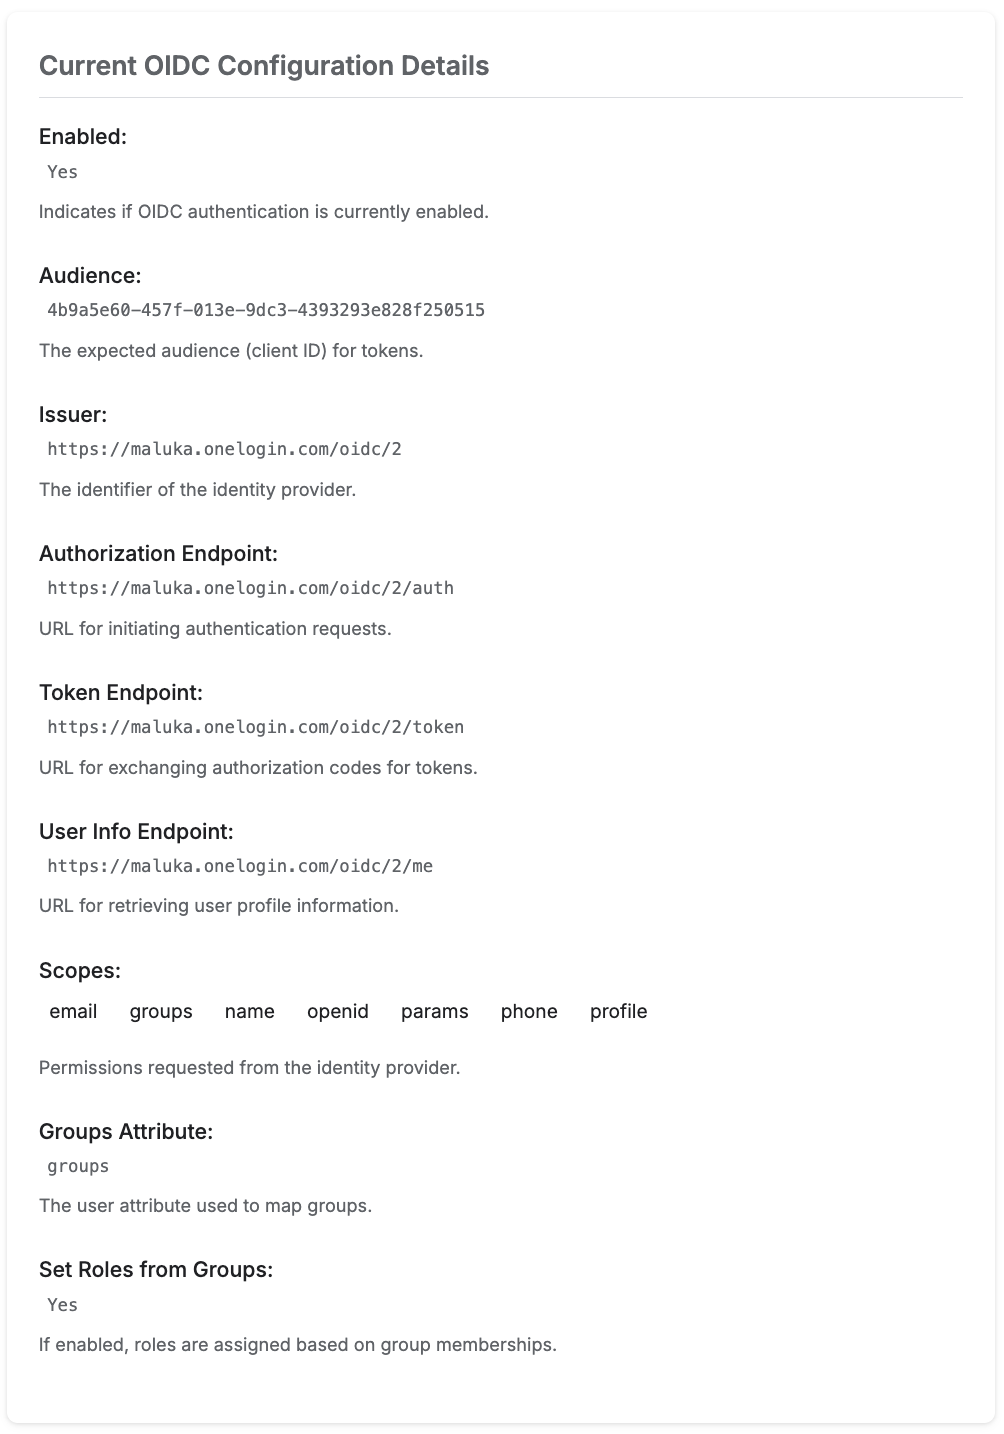 Current OIDC Configuration Details
Enabled:
Yes
Indicates if OIDC authentication is currently enabled.
Audience:
4b9a5e60-457f-013e-9dc3-4393293e828f250515
The expected audience (client ID) for tokens.
Issuer:
https://maluka.onelogin.com/oidc/2
The identifier of the identity provider.
Authorization Endpoint:
https://maluka.onelogin.com/oidc/2/auth
URL for initiating authentication requests.
Token Endpoint:
https://maluka.onelogin.com/oidc/2/token
URL for exchanging authorization codes for tokens.
User Info Endpoint:
https://maluka.onelogin.com/oidc/2/me
URL for retrieving user profile information.
Scopes:
email groups name openid params phone profile
Permissions requested from the identity provider.
Groups Attribute:
groups
The user attribute used to map groups.
Set Roles from Groups:
Yes
If enabled, roles are assigned based on group memberships.